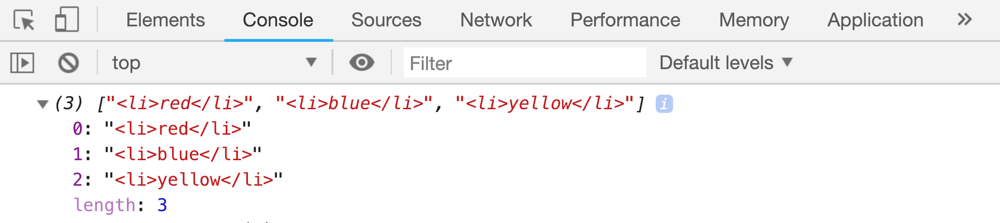 Elements Console Sources Network Performance Memory Application
top Filter Default levels
(3) ["<li>red</li>", "<li>blue</li>", "<li>yellow</li>"] i
0: "<li>red</li>"
1: "<li>blue</li>"
2: "<li>yellow</li>"
length: 3